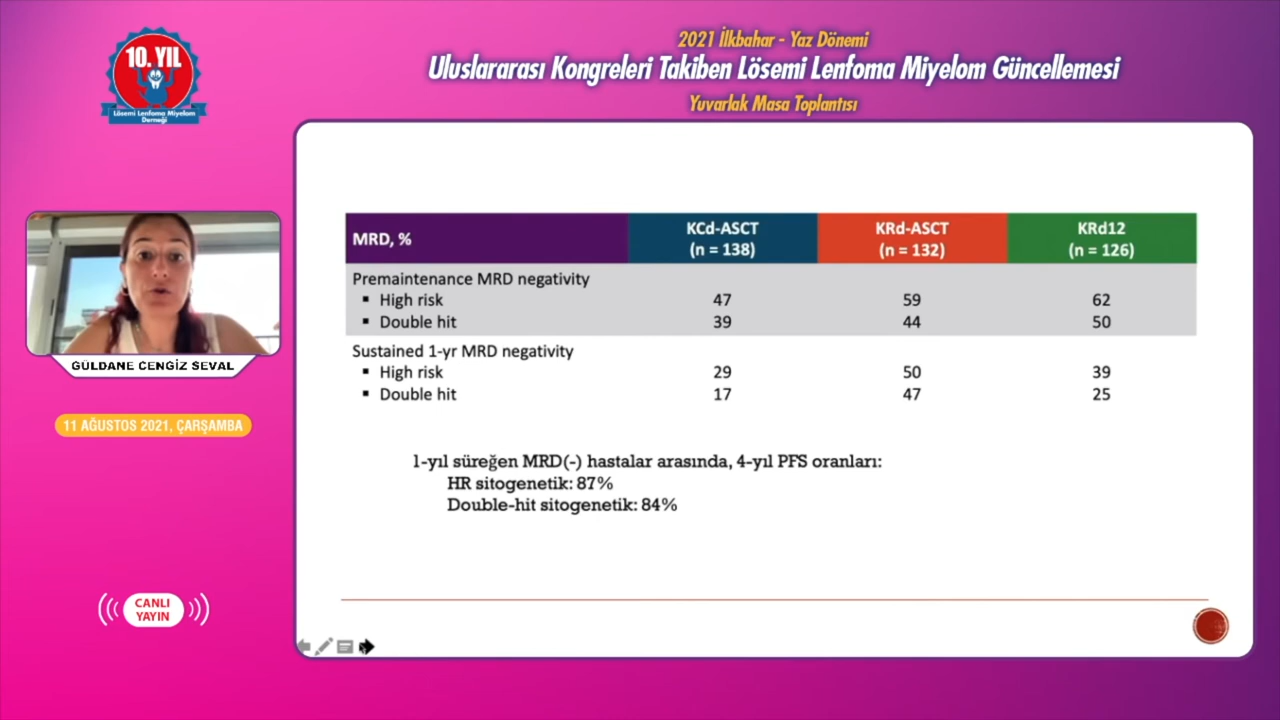 10. YIL
Lösemi Lenfoma Miyelom
Derneği
2021 İlkbahar - Yaz Dönemi
Uluslararası Kongreleri Takiben Lösemi Lenfoma Miyelom Güncellemesi
Yuvarlak Masa Toplantısı
GÜLDANE CENGİZ SEVAL
11 AĞUSTOS 2021, ÇARŞAMBA
CANLI
YAYIN
MRD, % KCd-ASCT (n = 138) KRd-ASCT (n = 132) KRd12 (n = 126)
Premaintenance MRD negativity
▪ High risk 47 59 62
▪ Double hit 39 44 50
Sustained 1-yr MRD negativity
▪ High risk 29 50 39
▪ Double hit 17 47 25
1-yıl süreğen MRD(-) hastalar arasında, 4-yıl PFS oranları:
HR sitogenetik: 87%
Double-hit sitogenetik: 84%